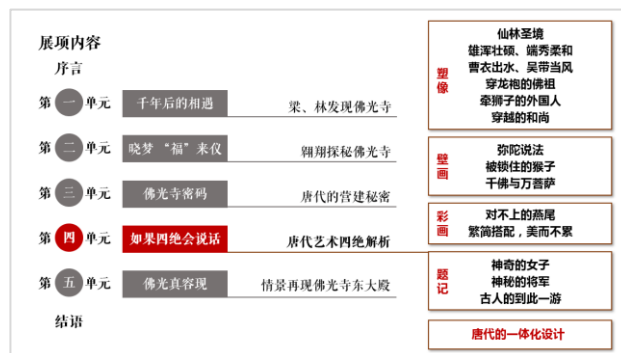 展项内容
序言
第一单元 千年后的相遇 梁、林发现佛光寺
第二单元 晓梦“福”来仪 翱翔探秘佛光寺
第三单元 佛光寺密码 唐代的营建秘密
第四单元 如果四绝会说话 唐代艺术四绝解析
第五单元 佛光真容现 情景再现佛光寺东大殿
结语
塑像
仙林圣境
雄浑壮硕、端秀柔和
曹衣出水、吴带当风
穿龙袍的佛祖
牵狮子的外国人
穿越的和尚
壁画
弥陀说法
被锁住的猴子
千佛与万菩萨
彩画
对不上的燕尾
繁简搭配，美而不累
题记
神奇的女子
神秘的将军
古人的到此一游
唐代的一体化设计